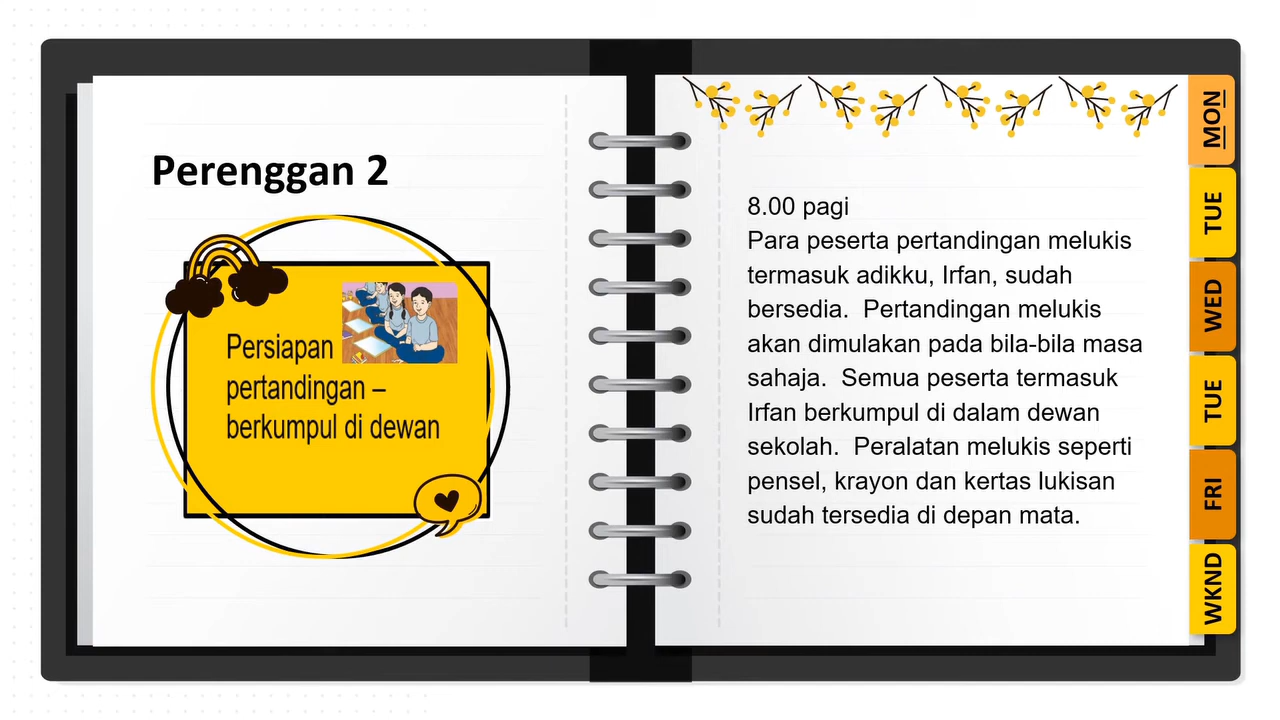 Perenggan 2
Persiapan
pertandingan –
berkumpul di dewan
8.00 pagi
Para peserta pertandingan melukis
termasuk adikku, Irfan, sudah
bersedia.  Pertandingan melukis
akan dimulakan pada bila-bila masa
sahaja.  Semua peserta termasuk
Irfan berkumpul di dalam dewan
sekolah.  Peralatan melukis seperti
pensel, krayon dan kertas lukisan
sudah tersedia di depan mata.
MON
TUE
WED
TUE
FRI
WKND